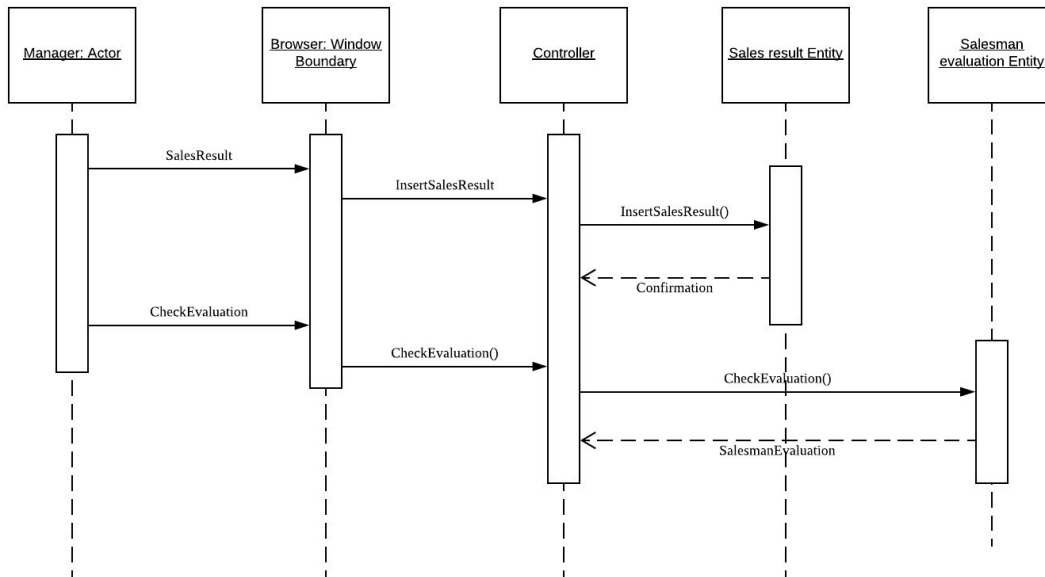 Manager: Actor
Browser: Window
Boundary
Controller
Sales result Entity
Salesman
evaluation Entity
SalesResult
InsertSalesResult
InsertSalesResult()
Confirmation
CheckEvaluation
CheckEvaluation()
CheckEvaluation()
SalesmanEvaluation